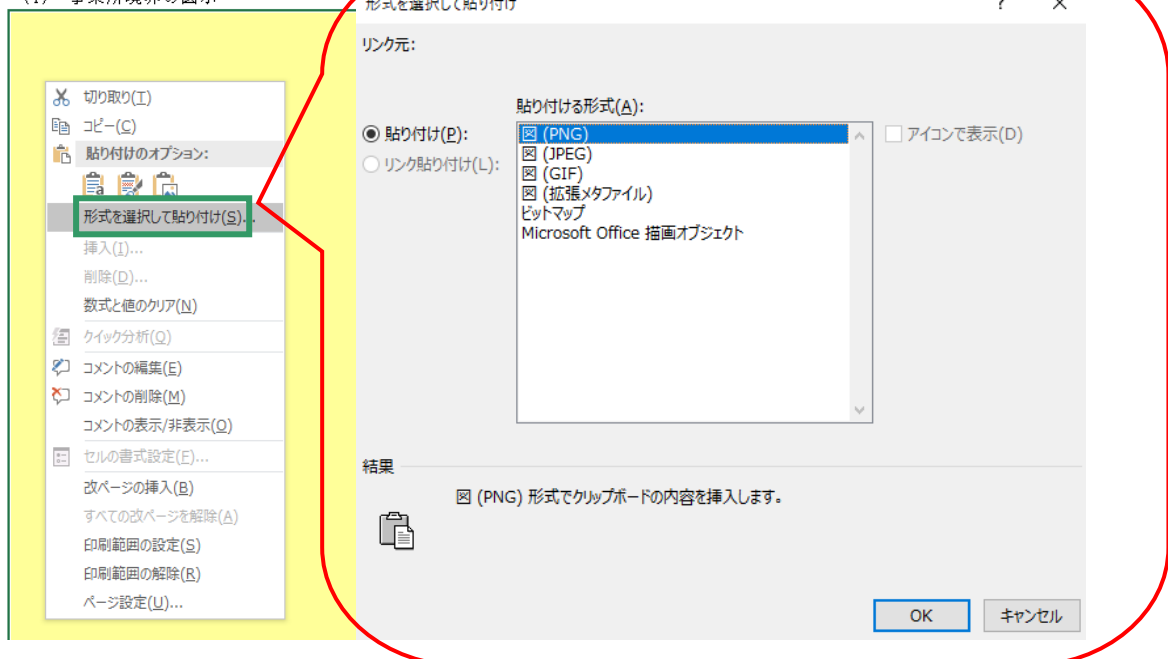 (1) 事業所境界の図示
切り取り(T)
コピー(C)
貼り付けのオプション:
形式を選択して貼り付け(S)...
挿入(I)...
削除(D)...
数式と値のクリア(N)
クイック分析(Q)
コメントの編集(E)
コメントの削除(M)
コメントの表示/非表示(O)
セルの書式設定(F)...
改ページの挿入(B)
すべての改ページを解除(A)
印刷範囲の設定(S)
印刷範囲の解除(R)
ページ設定(U)...
形式を選択して貼り付け
? ×
リンク元:
貼り付ける形式(A):
貼り付け(P):
リンク貼り付け(L):
図 (PNG)
図 (JPEG)
図 (GIF)
図 (拡張メタファイル)
ビットマップ
Microsoft Office 描画オブジェクト
アイコンで表示(D)
結果
図 (PNG) 形式でクリップボードの内容を挿入します。
OK
キャンセル